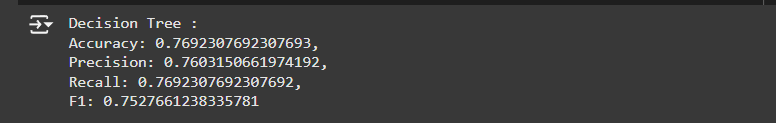 Decision Tree :
Accuracy: 0.7692307692307693,
Precision: 0.7603150661974192,
Recall: 0.7692307692307692,
F1: 0.7527661238335781